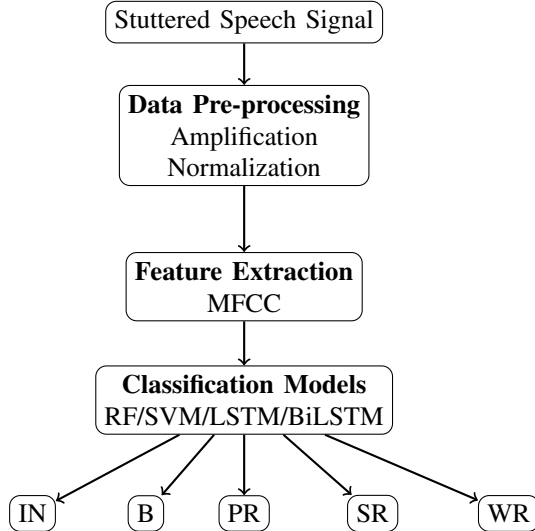 Stuttered Speech Signal
Data Pre-processing
Amplification
Normalization
Feature Extraction
MFCC
Classification Models
RF/SVM/LSTM/BiLSTM
IN B PR SR WR